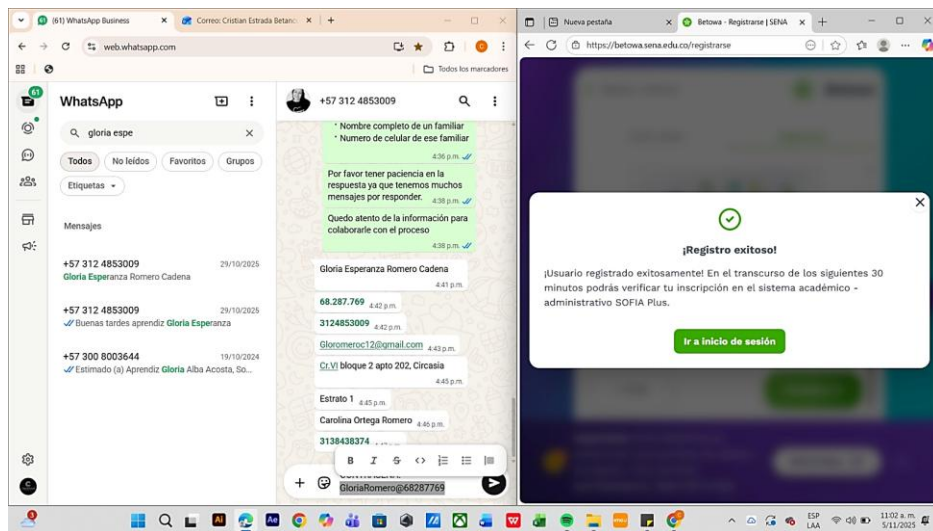 (61) WhatsApp Business
Correo: Cristian Estrada Betanc
web.whatsapp.com
Todos los marcadores
61
WhatsApp
gloria espe
Todos
No leídos
Favoritos
Grupos
Etiquetas
Mensajes
+57 312 4853009
29/10/2025
Gloria Esperanza Romero Cadena
+57 312 4853009
29/10/2025
Buenas tardes aprendiz Gloria Esperanza
+57 300 8003644
19/10/2024
Estimado (a) Aprendiz Gloria Alba Acosta, So...
+57 312 4853009
* Nombre completo de un familiar
* Numero de celular de ese familiar
4:36 p.m.
Por favor tener paciencia en la
respuesta ya que tenemos muchos
mensajes por responder.
4:38 p.m.
Quedo atento de la información para
colaborarle con el proceso
4:38 p.m.
Gloria Esperanza Romero Cadena
4:41 p.m.
68.287.769
4:42 p.m.
3124853009
4:42 p.m.
Gloromeroc12@gmail.com
4:43 p.m.
Cr.VI bloque 2 apto 202, Circasia
4:45 p.m.
Estrato 1
4:45 p.m.
Carolina Ortega Romero
4:46 p.m.
3138438374
B I S
GloriaRomero@68287769
Nueva pestaña
Betowa - Registrarse | SENA
https://betowa.sena.edu.co/registrarse
¡Registro exitoso!
¡Usuario registrado exitosamente! En el transcurso de los siguientes 30
minutos podrás verificar tu inscripción en el sistema académico -
administrativo SOFIA Plus.
Ir a inicio de sesión
ESP
LAA
11:02 a. m.
5/11/2025